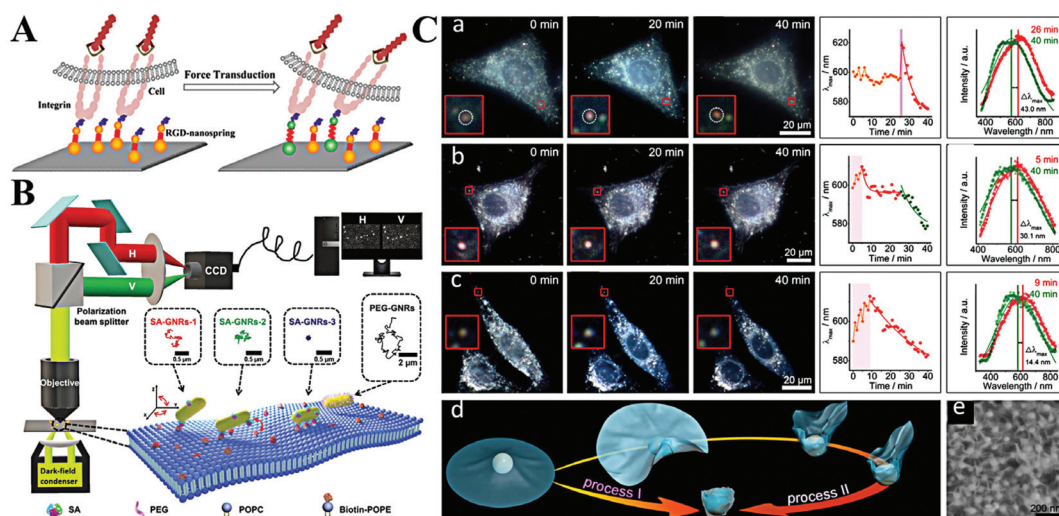 A
Force Transduction
Integrin
Cell
RGD-nanospring
B
H
V
H V
CCD
Polarization
beam splitter
SA-GNRs-1
0.5 μm
SA-GNRs-2
0.5 μm
SA-GNRs-3
0.5 μm
PEG-GNRs
2 μm
Objective
Dark-field
condenser
SA
PEG
POPC
Biotin-POPE
C
a
0 min
20 min
40 min
20 μm
λmax / nm
620
600
580
0 10 20 30 40
Time / min
Intensity / a.u.
26 min
40 min
Δλmax
43.0 nm
400 600 800
Wavelength / nm
b
0 min
20 min
40 min
20 μm
λmax / nm
600
580
0 10 20 30 40
Time / min
Intensity / a.u.
5 min
40 min
Δλmax
30.1 nm
400 600 800
Wavelength / nm
c
0 min
20 min
40 min
20 μm
λmax / nm
620
600
580
0 10 20 30 40
Time / min
Intensity / a.u.
9 min
40 min
Δλmax
14.4 nm
400 600 800
Wavelength / nm
d
process I
process II
e
200 nm